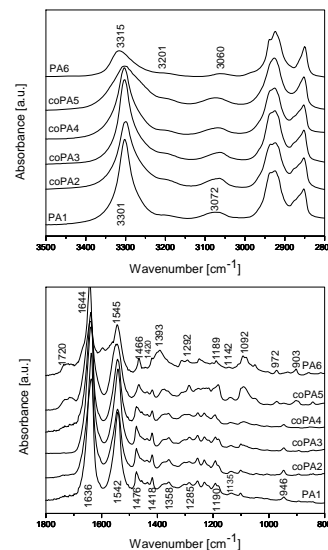 3315
3201
3060
PA6
coPA5
coPA4
coPA3
coPA2
PA1
3301
3072
Absorbance [a.u.]
3500 3400 3300 3200 3100 3000 2900 2800
Wavenumber [cm-1]
1644
1545
1720
1466
1420
1393
1292
1189
1142
1092
972
903
PA6
coPA5
coPA4
coPA3
coPA2
PA1
1636
1542
1476
1418
1358
1285
1190
1135
946
Absorbance [a.u.]
1800 1600 1400 1200 1000 800
Wavenumber [cm-1]